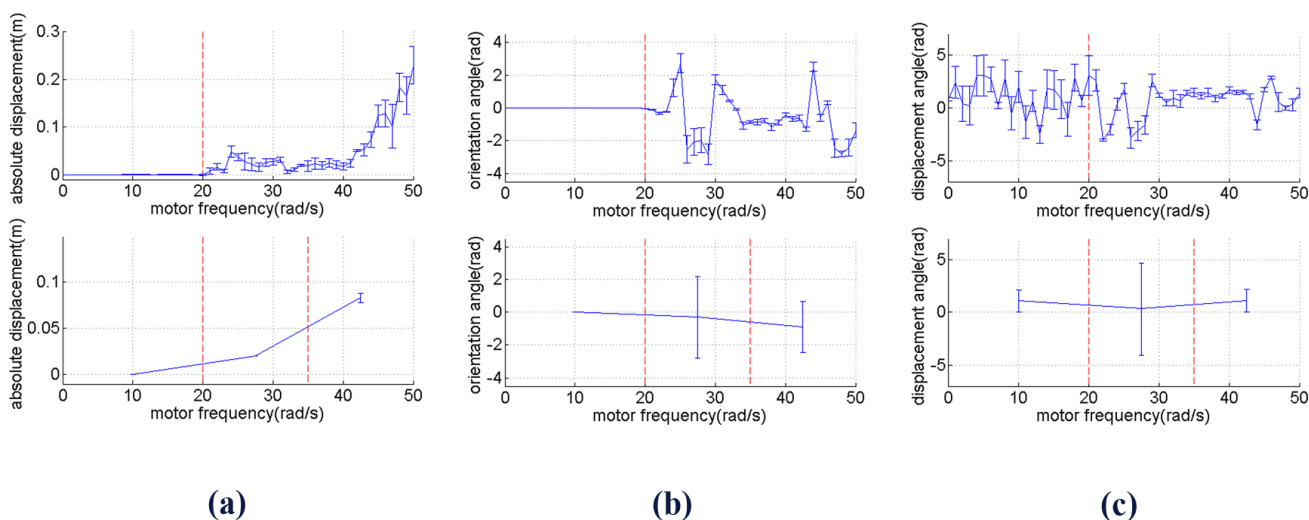 absolute displacement(m)
0.3
0.2
0.1
0
0 10 20 30 40 50
motor frequency(rad/s)
orientation angle(rad)
4
2
0
-2
-4
0 10 20 30 40 50
motor frequency(rad/s)
displacement angle(rad)
5
0
-5
0 10 20 30 40 50
motor frequency(rad/s)
absolute displacement(m)
0.1
0.05
0
0 10 20 30 40 50
motor frequency(rad/s)
orientation angle(rad)
4
2
0
-2
-4
0 10 20 30 40 50
motor frequency(rad/s)
displacement angle(rad)
5
0
-5
0 10 20 30 40 50
motor frequency(rad/s)
(a)
(b)
(c)